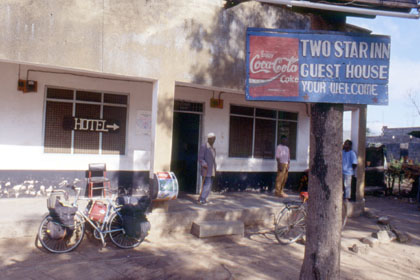 Coca-Cola
Coke
TWO STAR INN
GUEST HOUSE
YOUR WELCOME
HOTEL